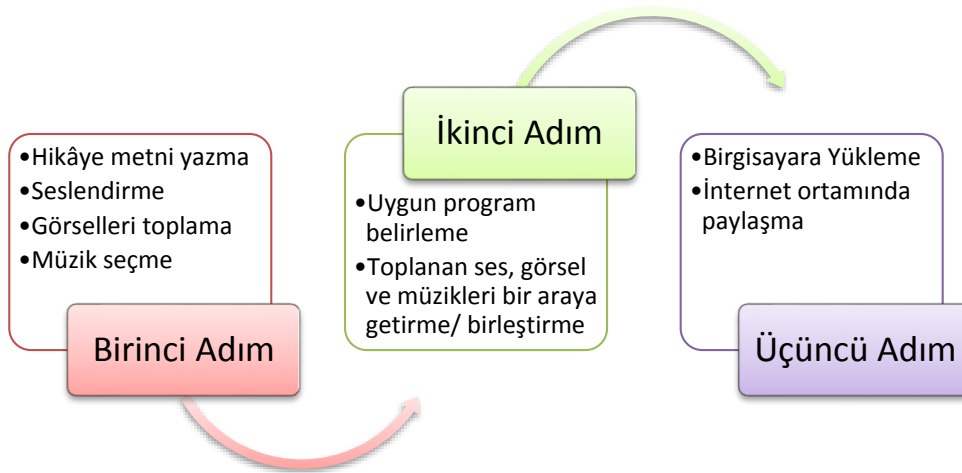 •Hikâye metni yazma
•Seslendirme
•Görselleri toplama
•Müzik seçme
Birinci Adım
İkinci Adım
•Uygun program
belirleme
•Toplanan ses, görsel
ve müzikleri bir araya
getirme/ birleştirme
•Birgisayara Yükleme
•İnternet ortamında
paylaşma
Üçüncü Adım